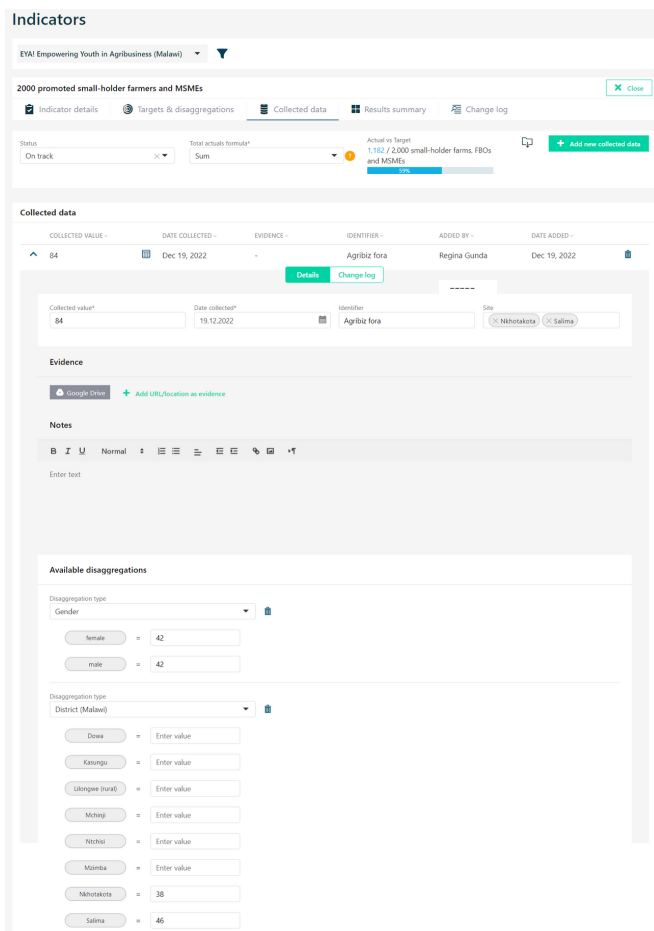 Indicators
EYA! Empowering Youth in Agribusiness (Malawi)
2000 promoted small-holder farmers and MSMEs
Close
Indicator details
Targets & disaggregations
Collected data
Results summary
Change log
Status
On track
Total actuals formula*
Sum
Actual vs Target
1,182 / 2,000 small-holder farms, FBOs
and MSMEs
59%
Add new collected data
Collected data
COLLECTED VALUE DATE COLLECTED EVIDENCE IDENTIFIER ADDED BY DATE ADDED
84 Dec 19, 2022 - Agribiz fora Regina Gunda Dec 19, 2022
Details Change log
Collected value* Date collected* Identifier Site
84 19.12.2022 Agribiz fora Nkhotakota Salima
Evidence
Google Drive + Add URL/location as evidence
Notes
B I U Normal
Enter text
Available disaggregations
Disaggregation type
Gender
female = 42
male = 42
Disaggregation type
District (Malawi)
Dowa = Enter value
Kasungu = Enter value
Lilongwe (rural) = Enter value
Mchinji = Enter value
Ntchisi = Enter value
Mzimba = Enter value
Nkhotakota = 38
Salima = 46